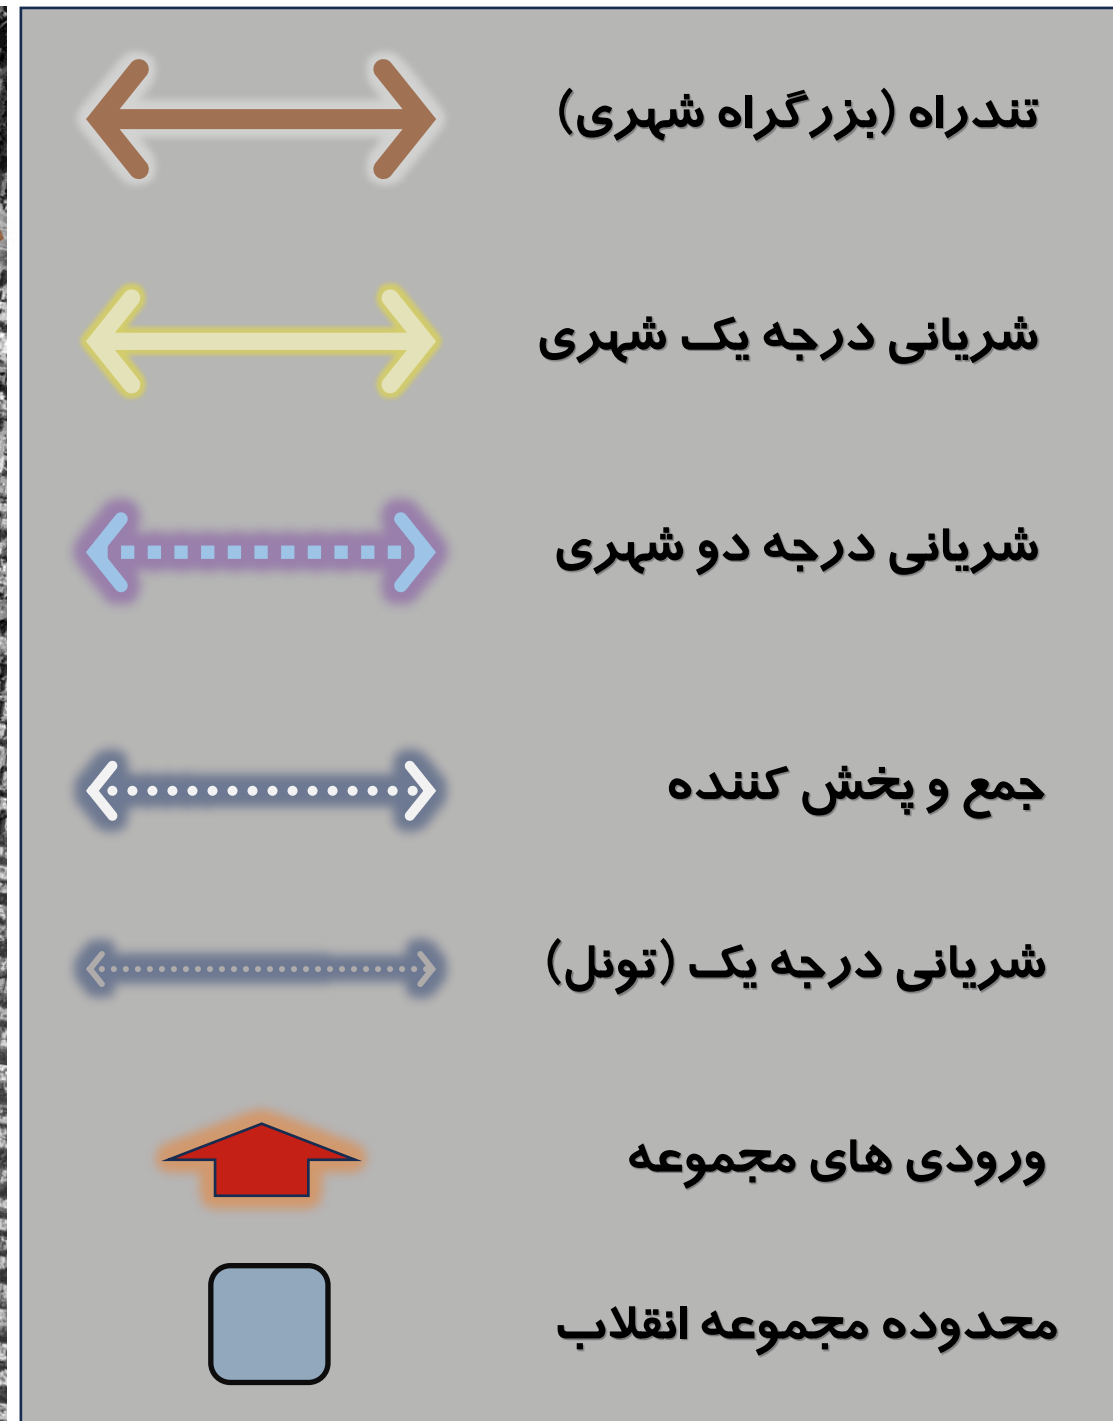 تندراه (بزرگراه شهری)
شریانی درجه یک شهری
شریانی درجه دو شهری
جمع و پخش کننده
شریانی درجه یک (تونل)
ورودی های مجموعه
محدوده مجموعه انقلاب